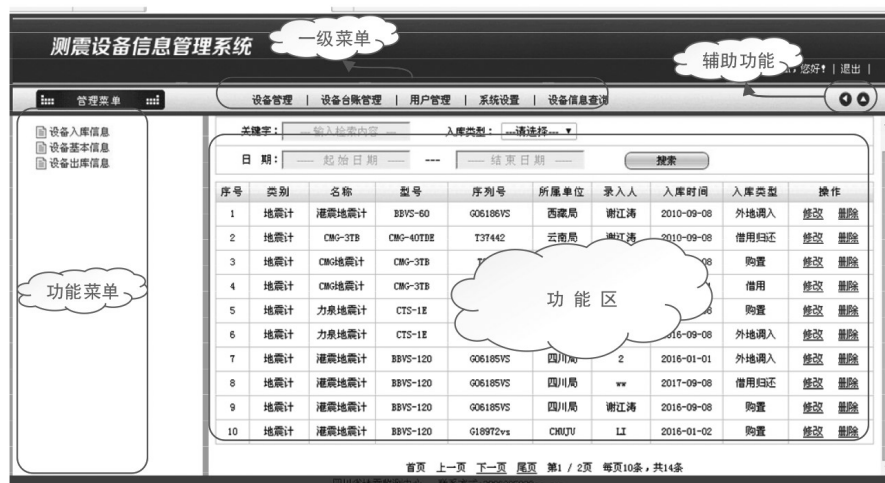 测震设备信息管理系统
一级菜单
辅助功能
您好! | 退出 |
管理菜单
设备管理 | 设备台账管理 | 用户管理 | 系统设置 | 设备信息查询
设备入库信息
设备基本信息
设备出库信息
功能菜单
关键字: — 输入检索内容 — 入库类型: ---请选择---
日 期: — 起始日期 — --- — 结束日期 — 搜索
序号 类别 名称 型号 序列号 所属单位 录入人 入库时间 入库类型 操作
1 地震计 港震地震计 BBVS-60 G06186VS 西藏局 谢江涛 2010-09-08 外地调入 修改 删除
2 地震计 CMG-3TB CMG-40TDE T37442 云南局 谢江涛 2010-09-08 借用归还 修改 删除
3 地震计 CMG地震计 CMG-3TB 购置 修改 删除
4 地震计 CMG地震计 CMG-3TB 借用 修改 删除
功能区
5 地震计 力泉地震计 CTS-1E 购置 修改 删除
6 地震计 力泉地震计 CTS-1E 16-09-08 外地调入 修改 删除
7 地震计 港震地震计 BBVS-120 G06185VS 四川局 2 2016-01-01 外地调入 修改 删除
8 地震计 港震地震计 BBVS-120 G06185VS 四川局 ww 2017-09-08 借用归还 修改 删除
9 地震计 港震地震计 BBVS-120 G06185VS 四川局 谢江涛 2016-09-08 购置 修改 删除
10 地震计 港震地震计 BBVS-120 G18972vx CHUJU LI 2016-01-02 购置 修改 删除
首页 上一页 下一页 尾页 第1 / 2页 每页10条,共14条